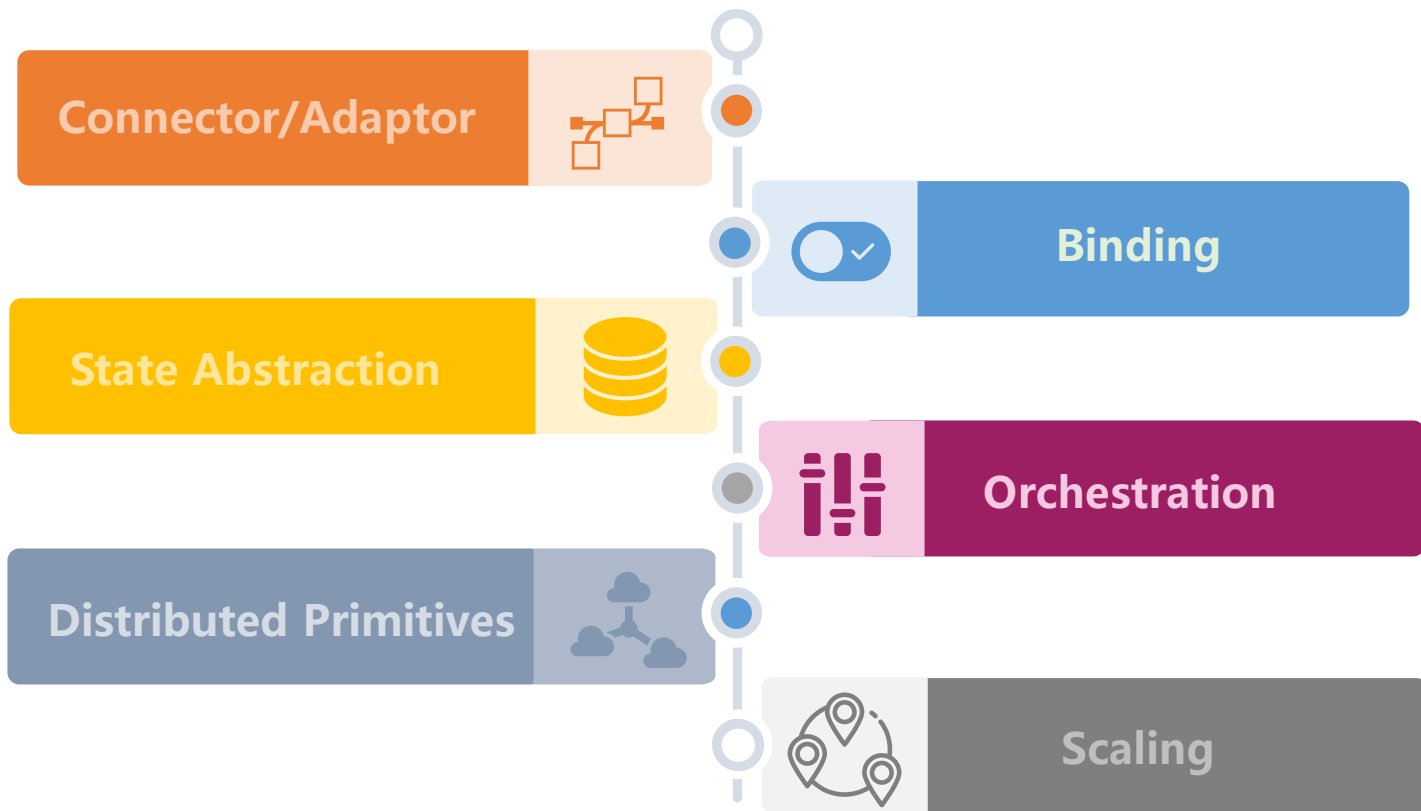 Connector/Adaptor
Binding
State Abstraction
Orchestration
Distributed Primitives
Scaling